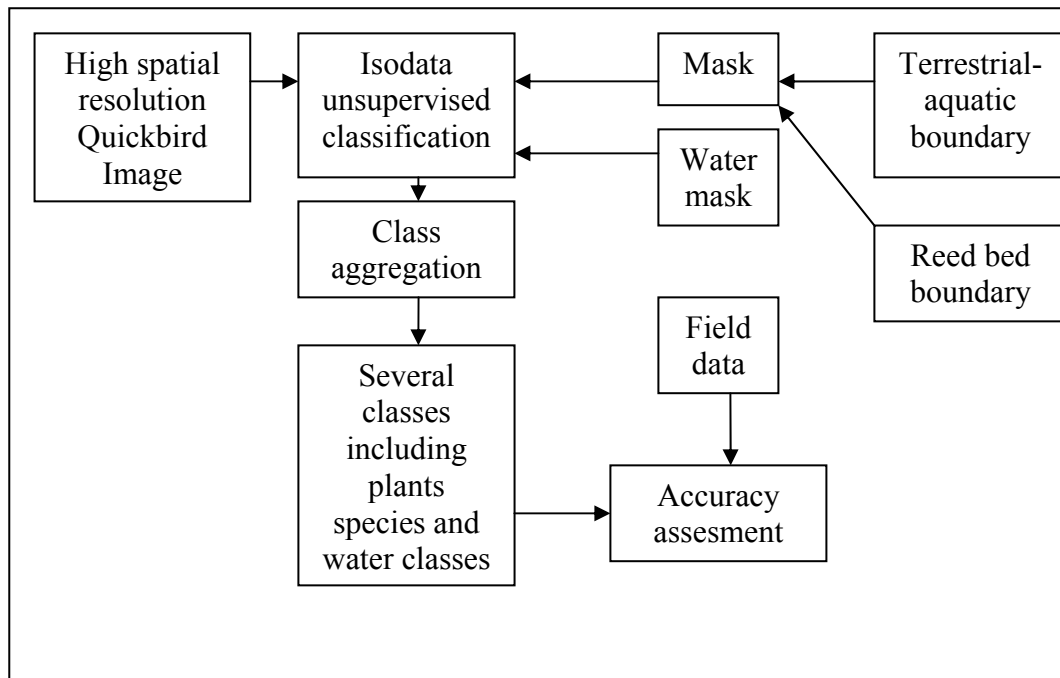 High spatial
resolution
Quickbird
Image
Isodata
unsupervised
classification
Mask
Terrestrial-
aquatic
boundary
Water
mask
Class
aggregation
Reed bed
boundary
Field
data
Several
classes
including
plants
species and
water classes
Accuracy
assesment